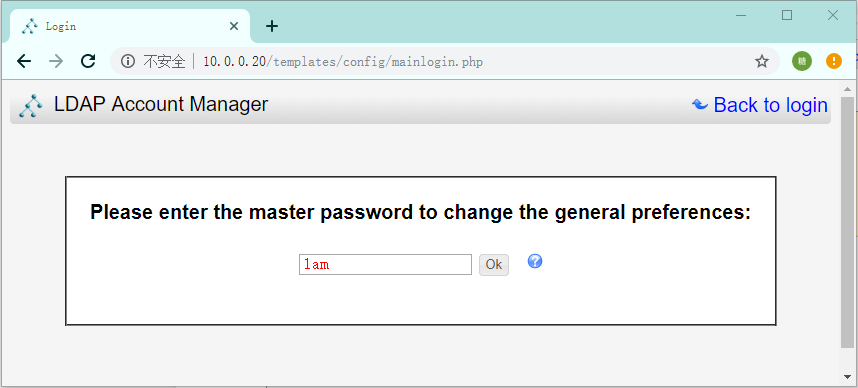 Login
不安全 10.0.0.20/templates/config/mainlogin.php
糖
LDAP Account Manager
Back to login
Please enter the master password to change the general preferences:
lam
Ok